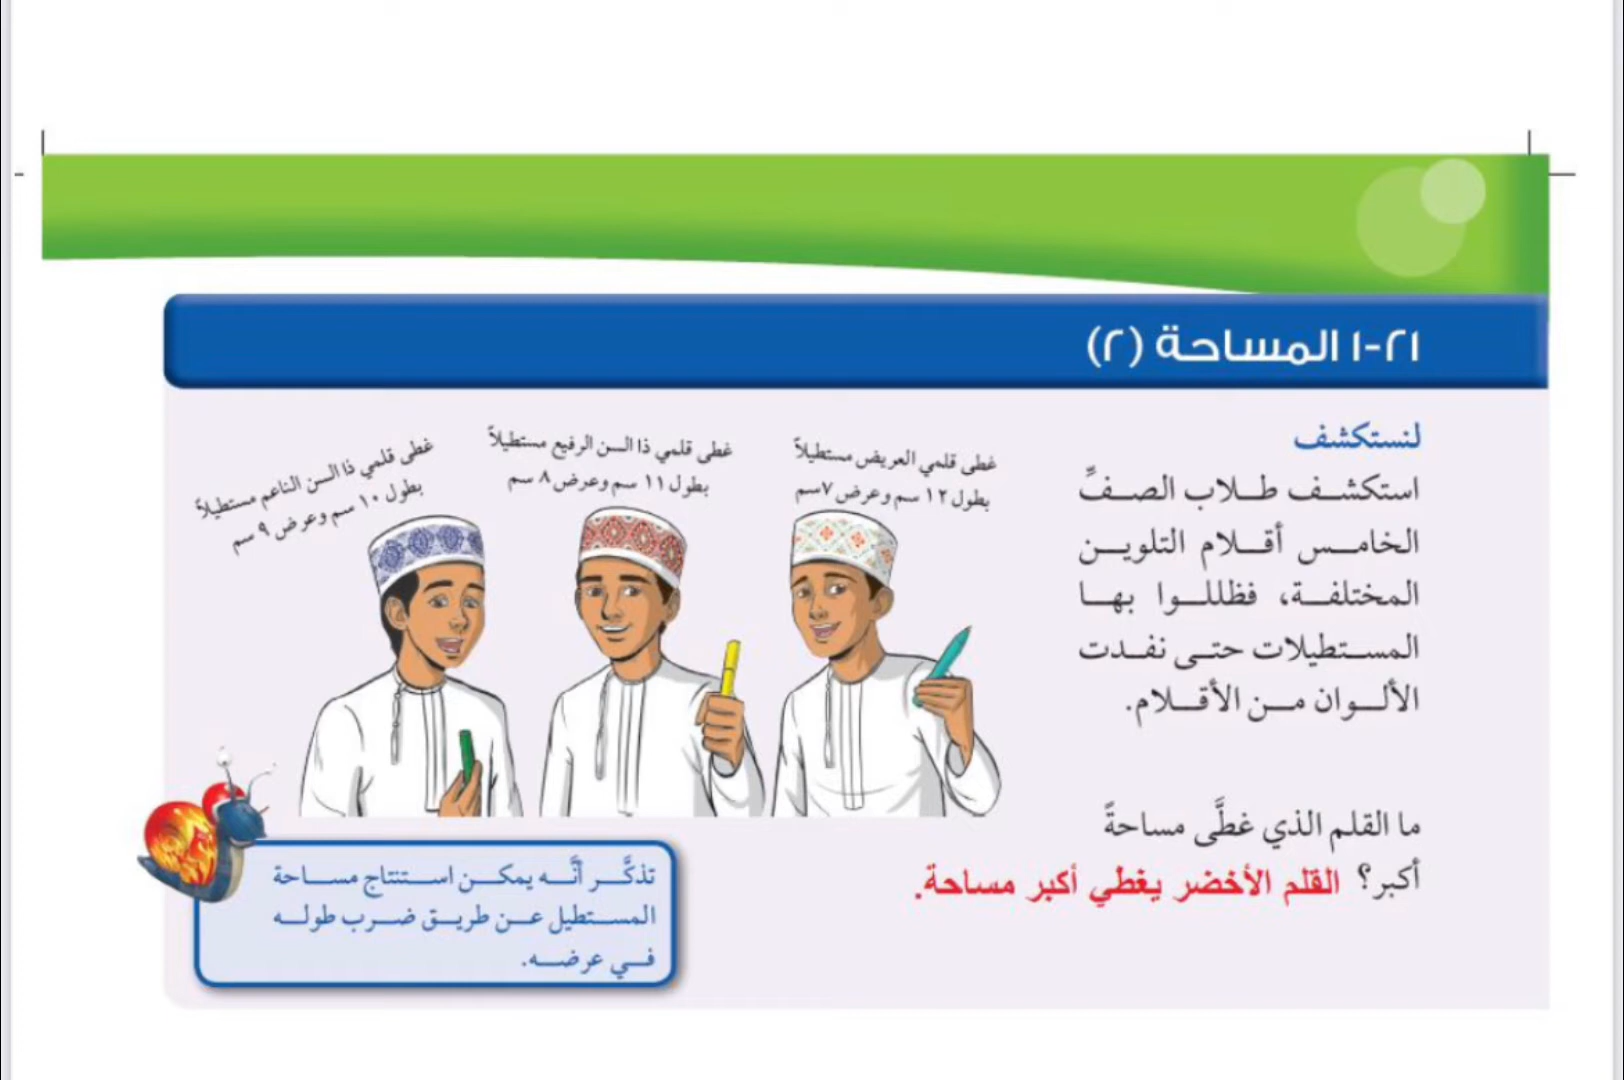 ٢١-١ المساحة (٢)
لنستكشف
استكشف طلاب الصفِّ
الخامس أقلام التلوين
المختلفة، فظللوا بها
المستطيلات حتى نفدت
الألوان من الأقلام.
غطى قلمي العريض مستطيلاً
بطول ١٢ سم وعرض ٧سم
غطى قلمي ذا السن الرفيع مستطيلاً
بطول ١١ سم وعرض ٨ سم
غطى قلمي ذا السن الناعم مستطيلاً
بطول ١٠ سم وعرض ٩ سم
ما القلم الذي غطَّى مساحةً
أكبر؟ القلم الأخضر يغطي أكبر مساحة.
تذكَّر أنَّه يمكن استنتاج مساحة
المستطيل عن طريق ضرب طوله
في عرضه.